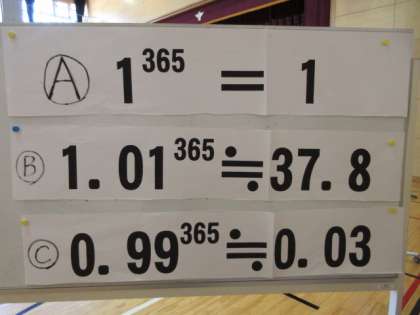 Ⓐ 1³⁶⁵ = 1
Ⓑ 1.01³⁶⁵ ≒ 37.8
Ⓒ 0.99³⁶⁵ ≒ 0.03